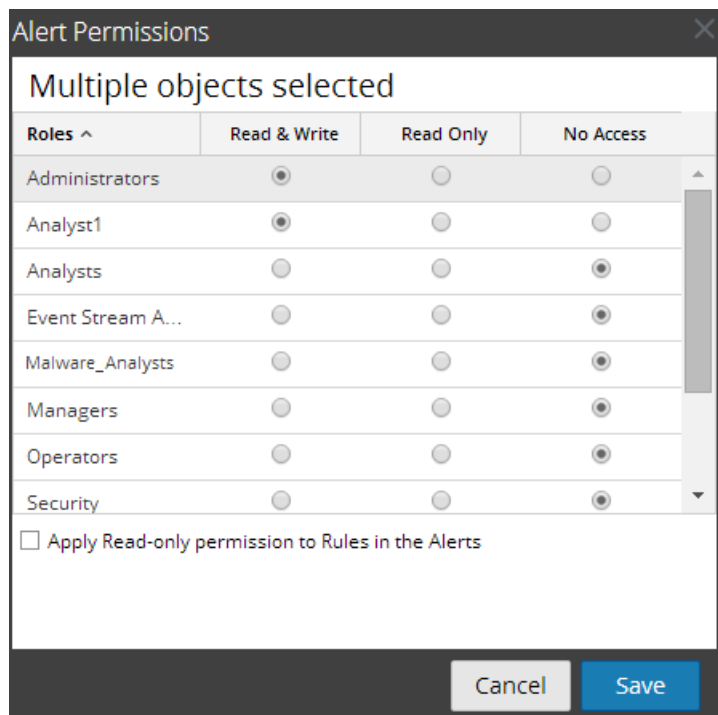 Alert Permissions
Multiple objects selected
Roles Read & Write Read Only No Access
Administrators
Analyst1
Analysts
Event Stream A...
Malware_Analysts
Managers
Operators
Security
Apply Read-only permission to Rules in the Alerts
Cancel Save